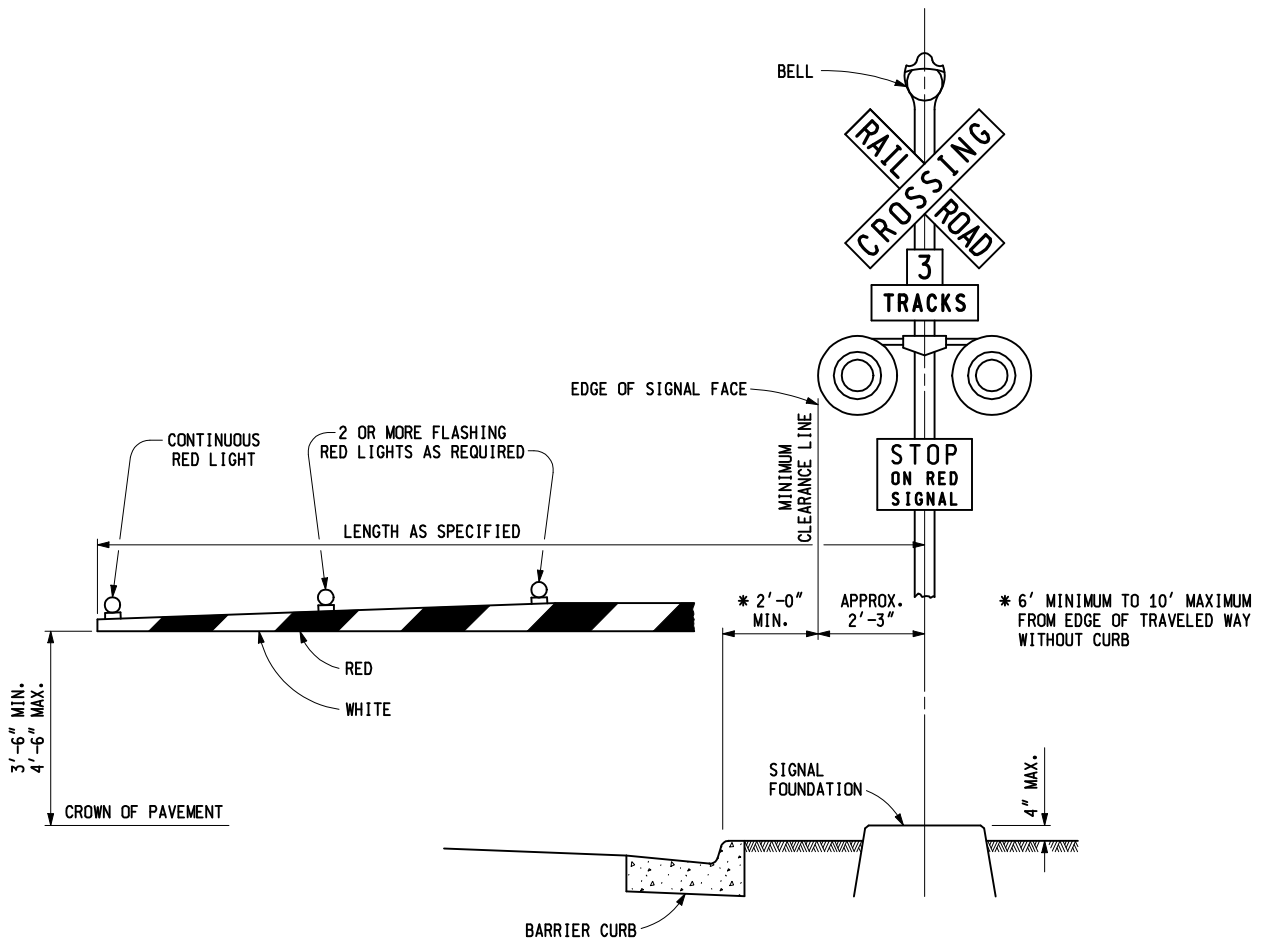 BELL
RAIL
ROAD
CROSSING
3
TRACKS
EDGE OF SIGNAL FACE
MINIMUM
CLEARANCE LINE
STOP
ON RED
SIGNAL
CONTINUOUS
RED LIGHT
2 OR MORE FLASHING
RED LIGHTS AS REQUIRED
LENGTH AS SPECIFIED
* 2'-0"
MIN.
APPROX.
2'-3"
* 6' MINIMUM TO 10' MAXIMUM
FROM EDGE OF TRAVELED WAY
WITHOUT CURB
RED
WHITE
3'-6" MIN.
4'-6" MAX.
CROWN OF PAVEMENT
SIGNAL
FOUNDATION
4" MAX.
BARRIER CURB